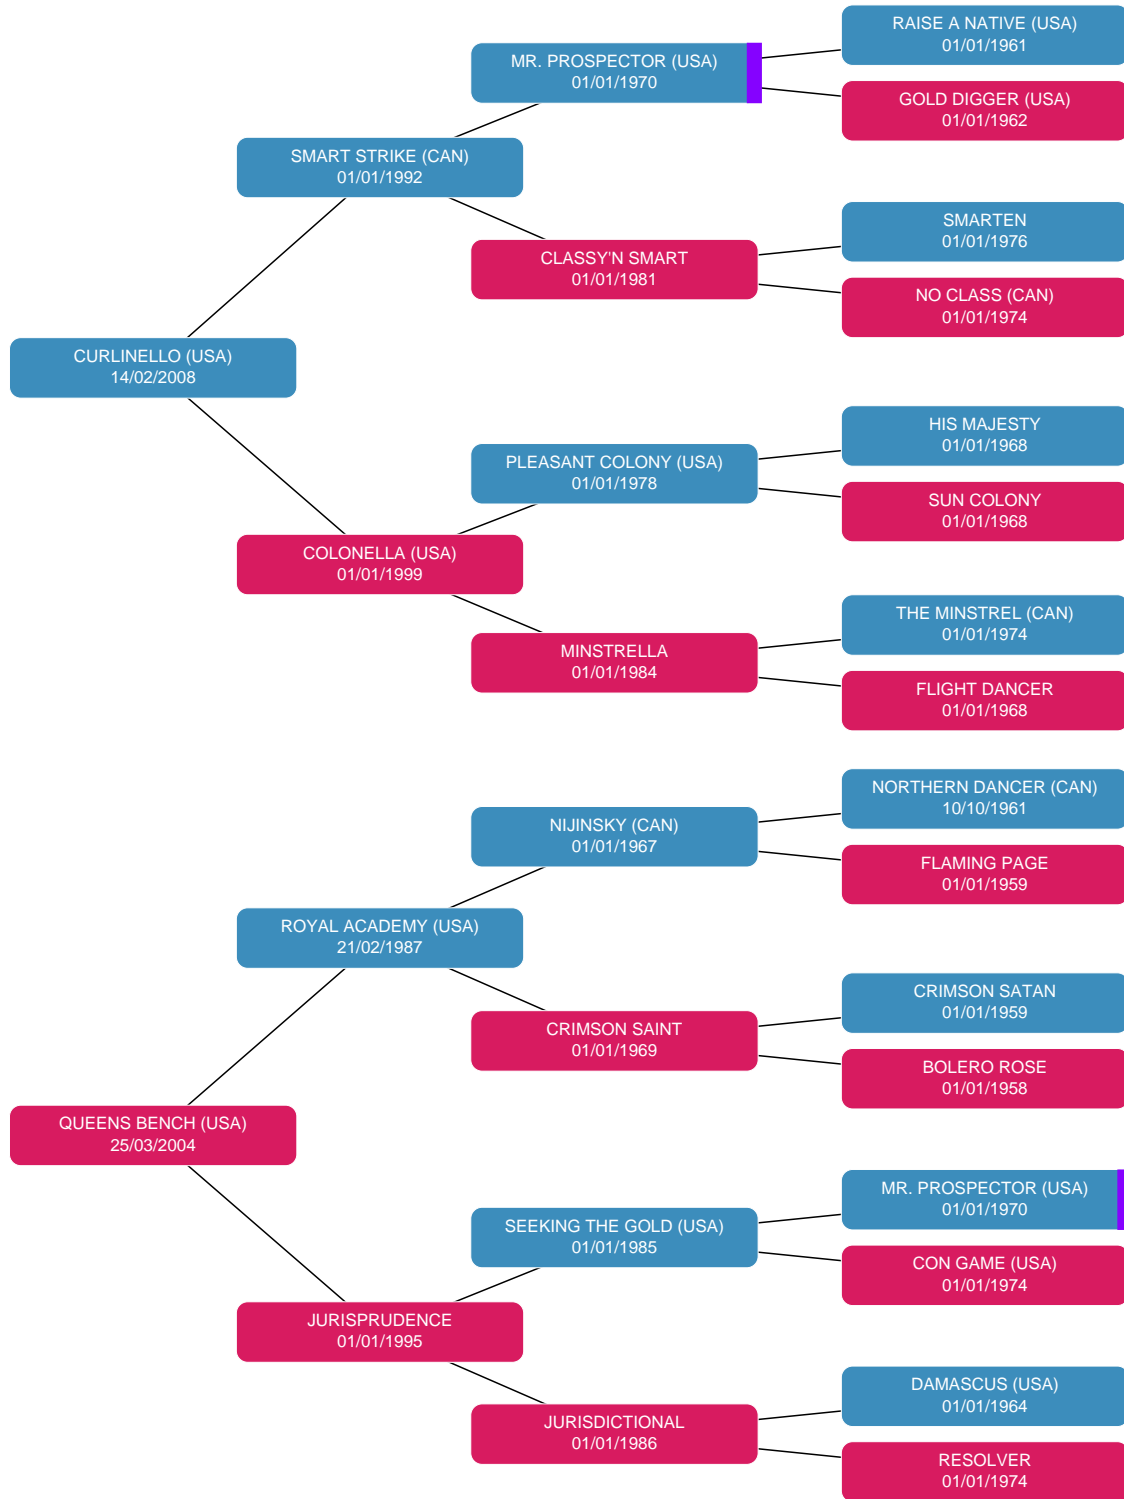 RAISE A NATIVE (USA)
01/01/1961
MR. PROSPECTOR (USA)
01/01/1970
GOLD DIGGER (USA)
01/01/1962
SMART STRIKE (CAN)
01/01/1992
SMARTEN
01/01/1976
CLASSY'N SMART
01/01/1981
NO CLASS (CAN)
01/01/1974
CURLINELLO (USA)
14/02/2008
HIS MAJESTY
01/01/1968
PLEASANT COLONY (USA)
01/01/1978
SUN COLONY
01/01/1968
COLONELLA (USA)
01/01/1999
THE MINSTREL (CAN)
01/01/1974
MINSTRELLA
01/01/1984
FLIGHT DANCER
01/01/1968
NORTHERN DANCER (CAN)
10/10/1961
NIJINSKY (CAN)
01/01/1967
FLAMING PAGE
01/01/1959
ROYAL ACADEMY (USA)
21/02/1987
CRIMSON SATAN
01/01/1959
CRIMSON SAINT
01/01/1969
BOLERO ROSE
01/01/1958
QUEENS BENCH (USA)
25/03/2004
MR. PROSPECTOR (USA)
01/01/1970
SEEKING THE GOLD (USA)
01/01/1985
CON GAME (USA)
01/01/1974
JURISPRUDENCE
01/01/1995
DAMASCUS (USA)
01/01/1964
JURISDICTIONAL
01/01/1986
RESOLVER
01/01/1974